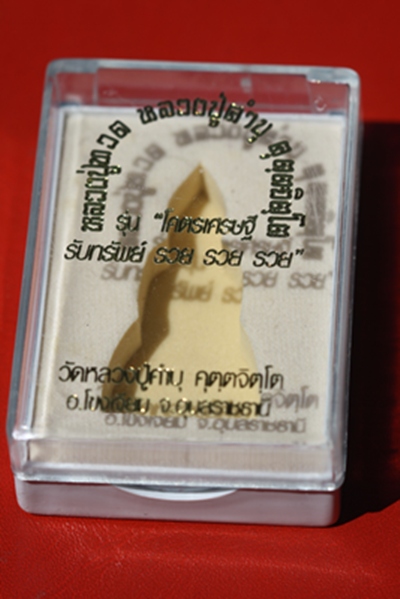 หลวงปู่ทวด หลวงปู่คำบุ คุตฺตจิตฺโต
รุ่น "โคตรเศรษฐี
รับทรัพย์ รวย รวย รวย"
วัดหลวงปู่คำบุ คุตฺตจิตฺโต
อ.โขงเจียม จ.อุบลราชธานี